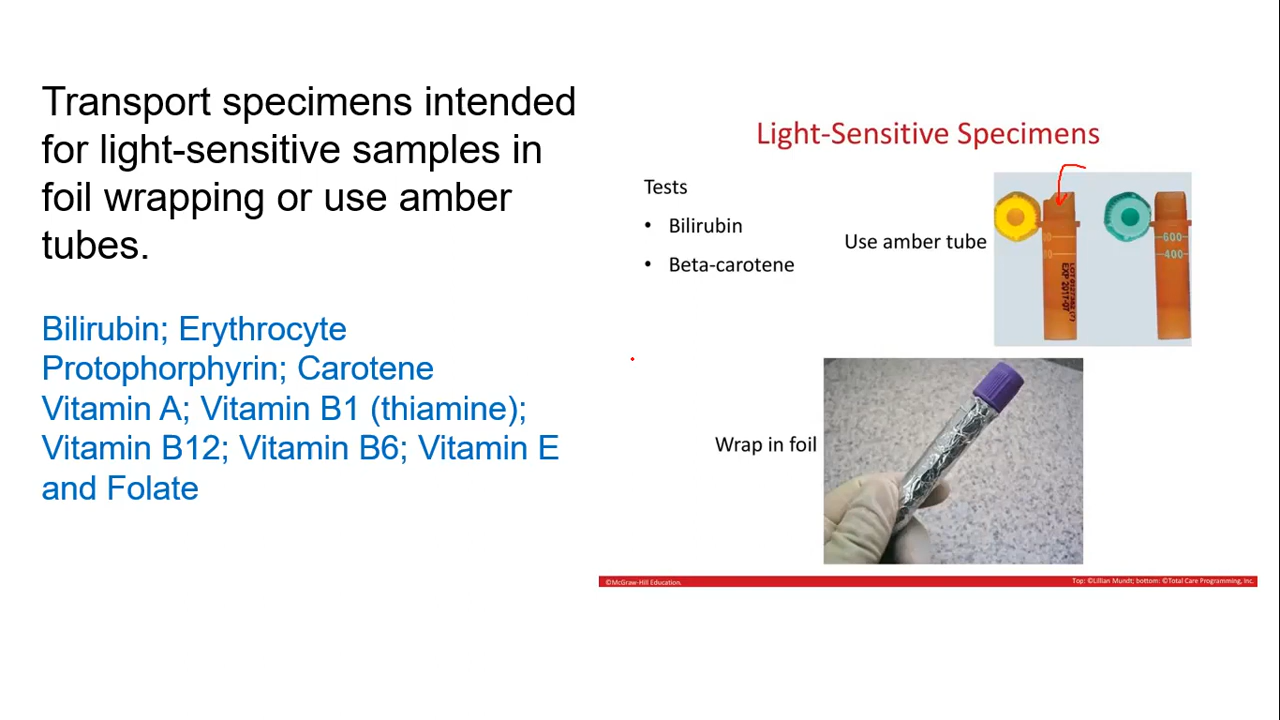 Transport specimens intended
for light-sensitive samples in
foil wrapping or use amber
tubes.
Bilirubin; Erythrocyte
Protophorphyrin; Carotene
Vitamin A; Vitamin B1 (thiamine);
Vitamin B12; Vitamin B6; Vitamin E
and Folate
Light-Sensitive Specimens
Tests
• Bilirubin
• Beta-carotene
Use amber tube
600
400
Wrap in foil
©McGraw-Hill Education.
Top: ©Lillian Mundt; bottom: ©Total Care Programming, Inc.